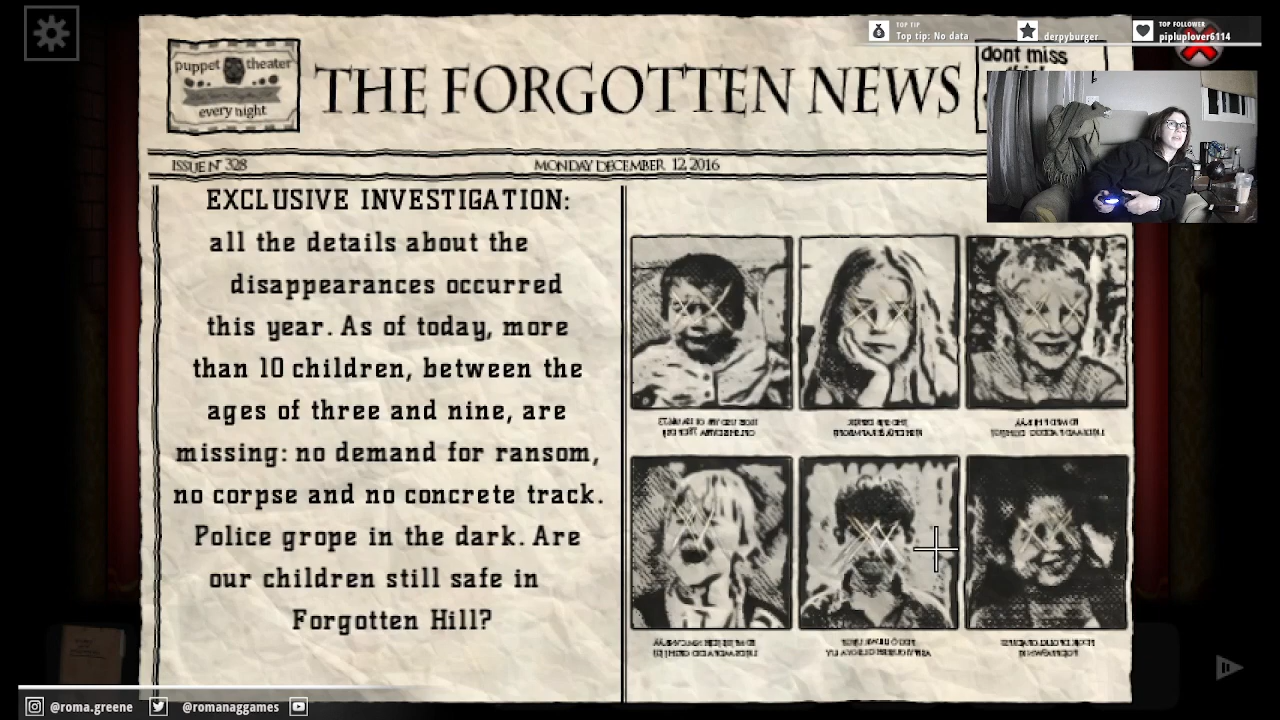 TOP TIP
Top tip: No data
derpyburger
TOP FOLLOWER
pipluplover6114
puppet theater
every night
THE FORGOTTEN NEWS
dont miss
ISSUE N° 328
MONDAY DECEMBER 12, 2016
EXCLUSIVE INVESTIGATION:
all the details about the
disappearances occurred
this year. As of today, more
than 10 children, between the
ages of three and nine, are
missing: no demand for ransom,
no corpse and no concrete track.
Police grope in the dark. Are
our children still safe in
Forgotten Hill?
@roma.greene
@romanaggames